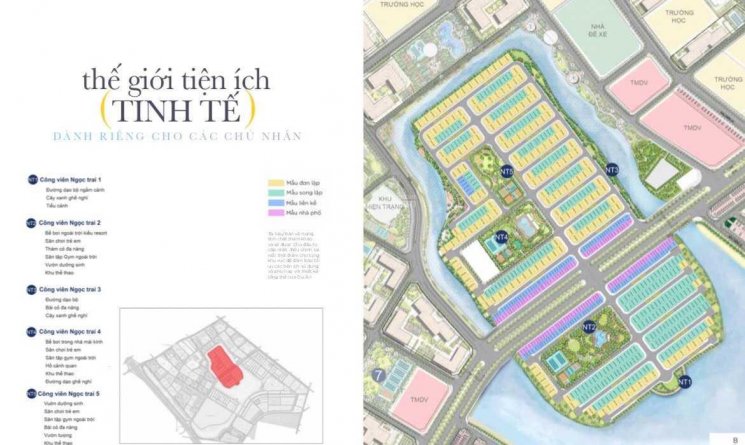 thế giới tiện ích
(TINH TẾ)
DÀNH RIÊNG CHO CÁC CHỦ NHÂN
NT1 Công viên Ngọc trai 1
Đường dạo bộ ngắm cảnh
Cây xanh ghế nghỉ
Tiểu cảnh
NT2 Công viên Ngọc trai 2
Bể bơi ngoài trời kiểu resort
Sân chơi trẻ em
Thảm cỏ đa năng
Sân tập Gym ngoài trời
Vườn dưỡng sinh
Khu thể thao
NT3 Công viên Ngọc trai 3
Đường dạo bộ
Bãi cỏ đa năng
Cây xanh ghế nghỉ
NT4 Công viên Ngọc trai 4
Bể bơi trong nhà mái kính
Sân chơi trẻ em
Sân tập gym ngoài trời
Hồ cảnh quan
Khu thể thao
Đường dạo ghế nghỉ
NT5 Công viên Ngọc trai 5
Vườn dưỡng sinh
Sân chơi trẻ em
Sân tập gym ngoài trời
Bãi cỏ đa năng
Vườn tượng
Khu thể thao
Mẫu đơn lập
Mẫu song lập
Mẫu liền kề
Mẫu nhà phố
TRƯỜNG
HỌC
NHÀ
ĐỂ XE
TMDV
TRƯỜNG
HỌC
TMDV
KHU
HIỆN TRẠNG
NT5
NT3
NT4
NT2
NT1
7
TMDV
8